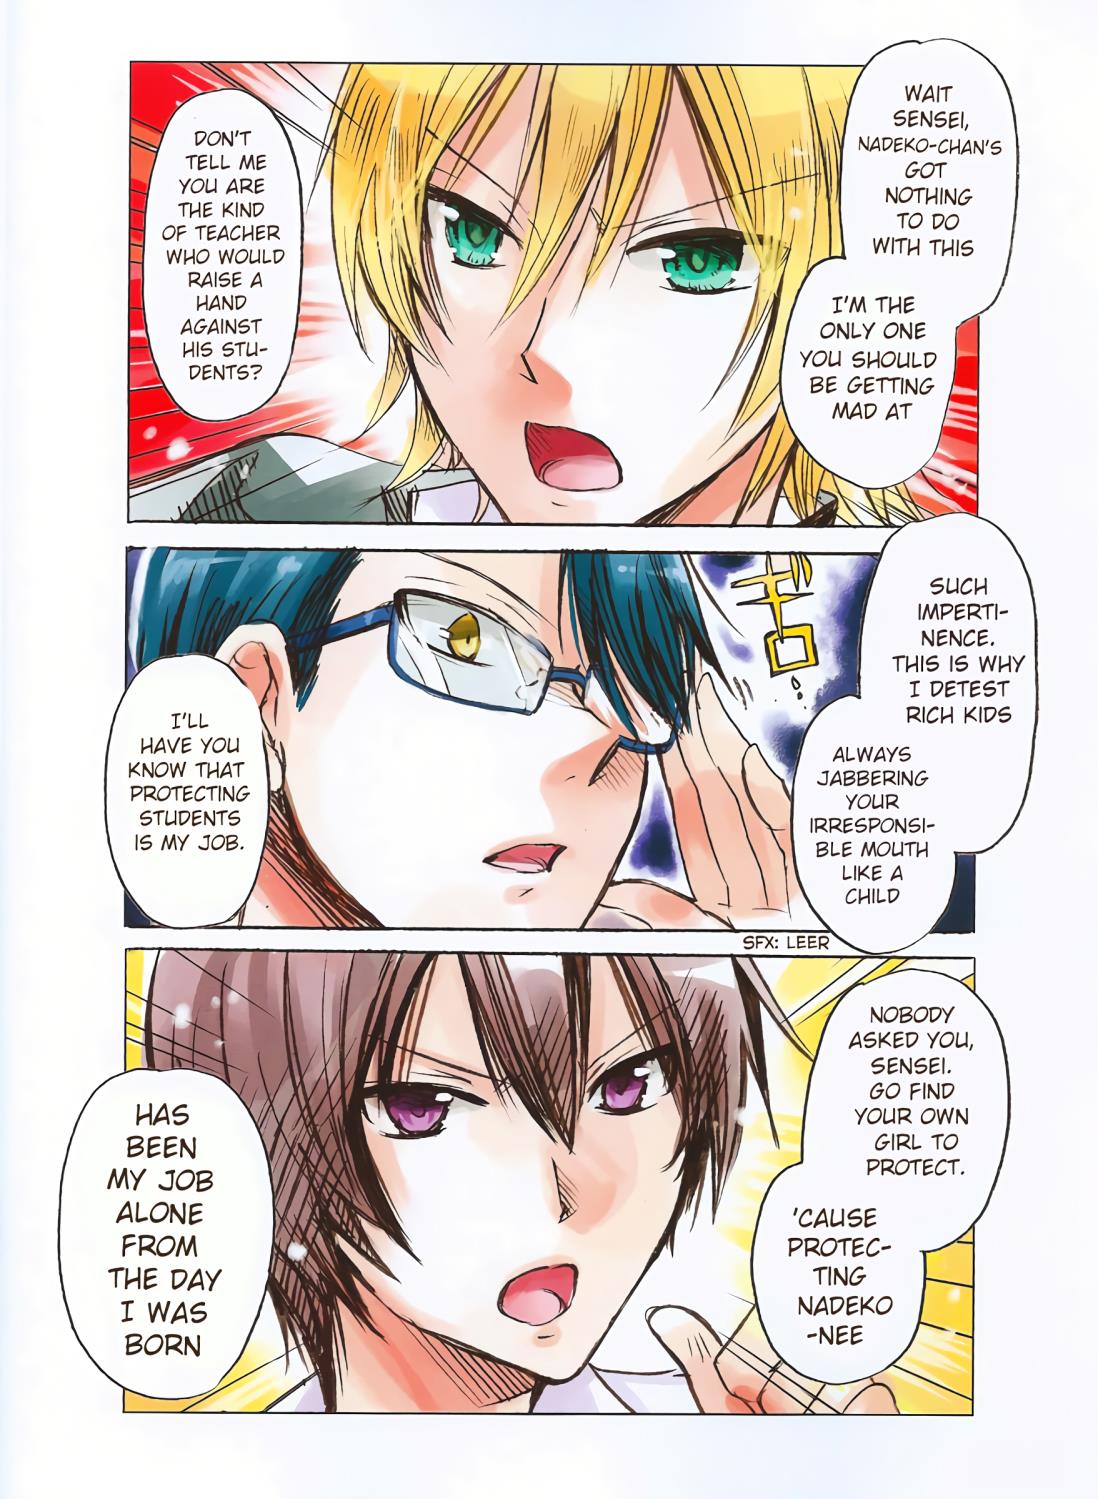 WAIT
SENSEI,
NADEKO-CHAN'S
GOT
NOTHING
TO DO
WITH THIS
I'M THE
ONLY ONE
YOU SHOULD
BE GETTING
MAD AT
DON'T
TELL ME
YOU ARE
THE KIND
OF TEACHER
WHO WOULD
RAISE A
HAND
AGAINST
HIS STU-
DENTS?
SUCH
IMPERTI-
NENCE.
THIS IS WHY
I DETEST
RICH KIDS
ALWAYS
JABBERING
YOUR
IRRESPONSI-
BLE MOUTH
LIKE A
CHILD
ギロ
I'LL
HAVE YOU
KNOW THAT
PROTECTING
STUDENTS
IS MY JOB.
SFX: LEER
NOBODY
ASKED YOU,
SENSEI.
GO FIND
YOUR OWN
GIRL TO
PROTECT.
'CAUSE
PROTEC-
TING
NADEKO
-NEE
HAS
BEEN
MY JOB
ALONE
FROM
THE DAY
I WAS
BORN